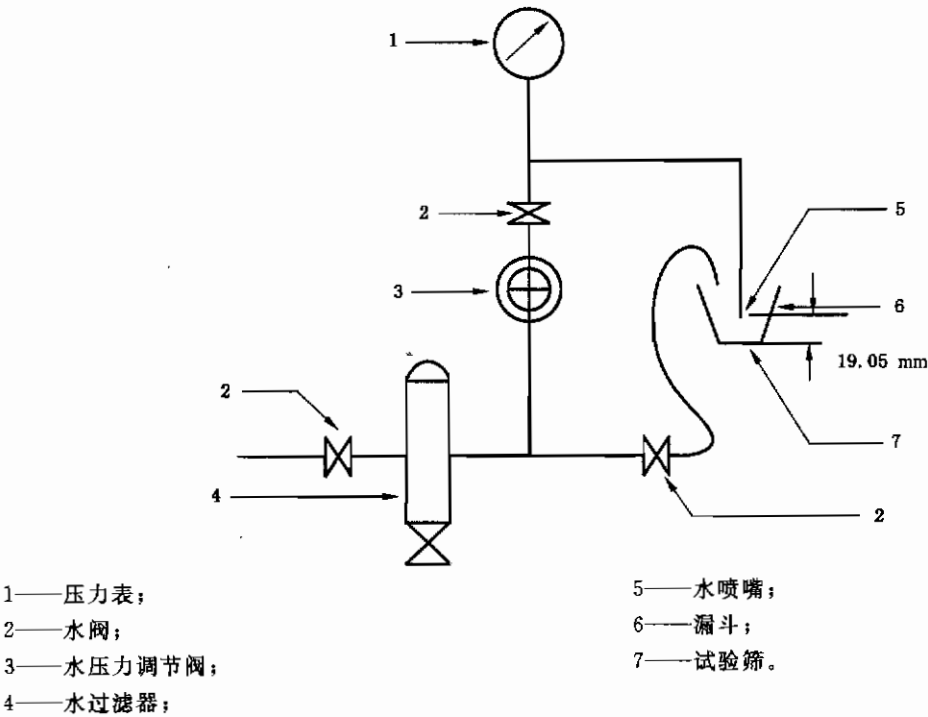 1
2
5
3
6
19.05 mm
2
7
4
2
1——压力表;
2——水阀;
3——水压力调节阀;
4——水过滤器;
5——水喷嘴;
6——漏斗;
7——试验筛。